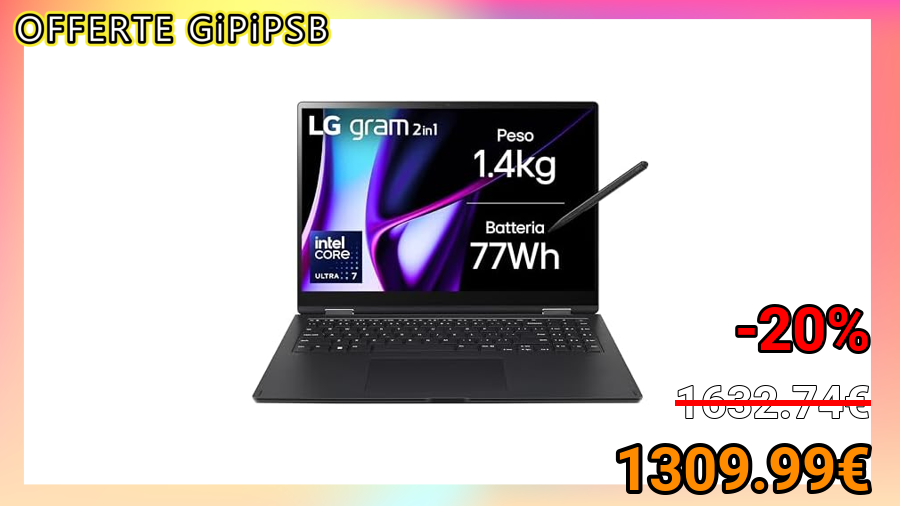 OFFERTE GiPiPSB
LG gram 2in1
Peso
1.4kg
Batteria
77Wh
intel
CORE
ULTRA 7
-20%
1632.74€
1309.99€